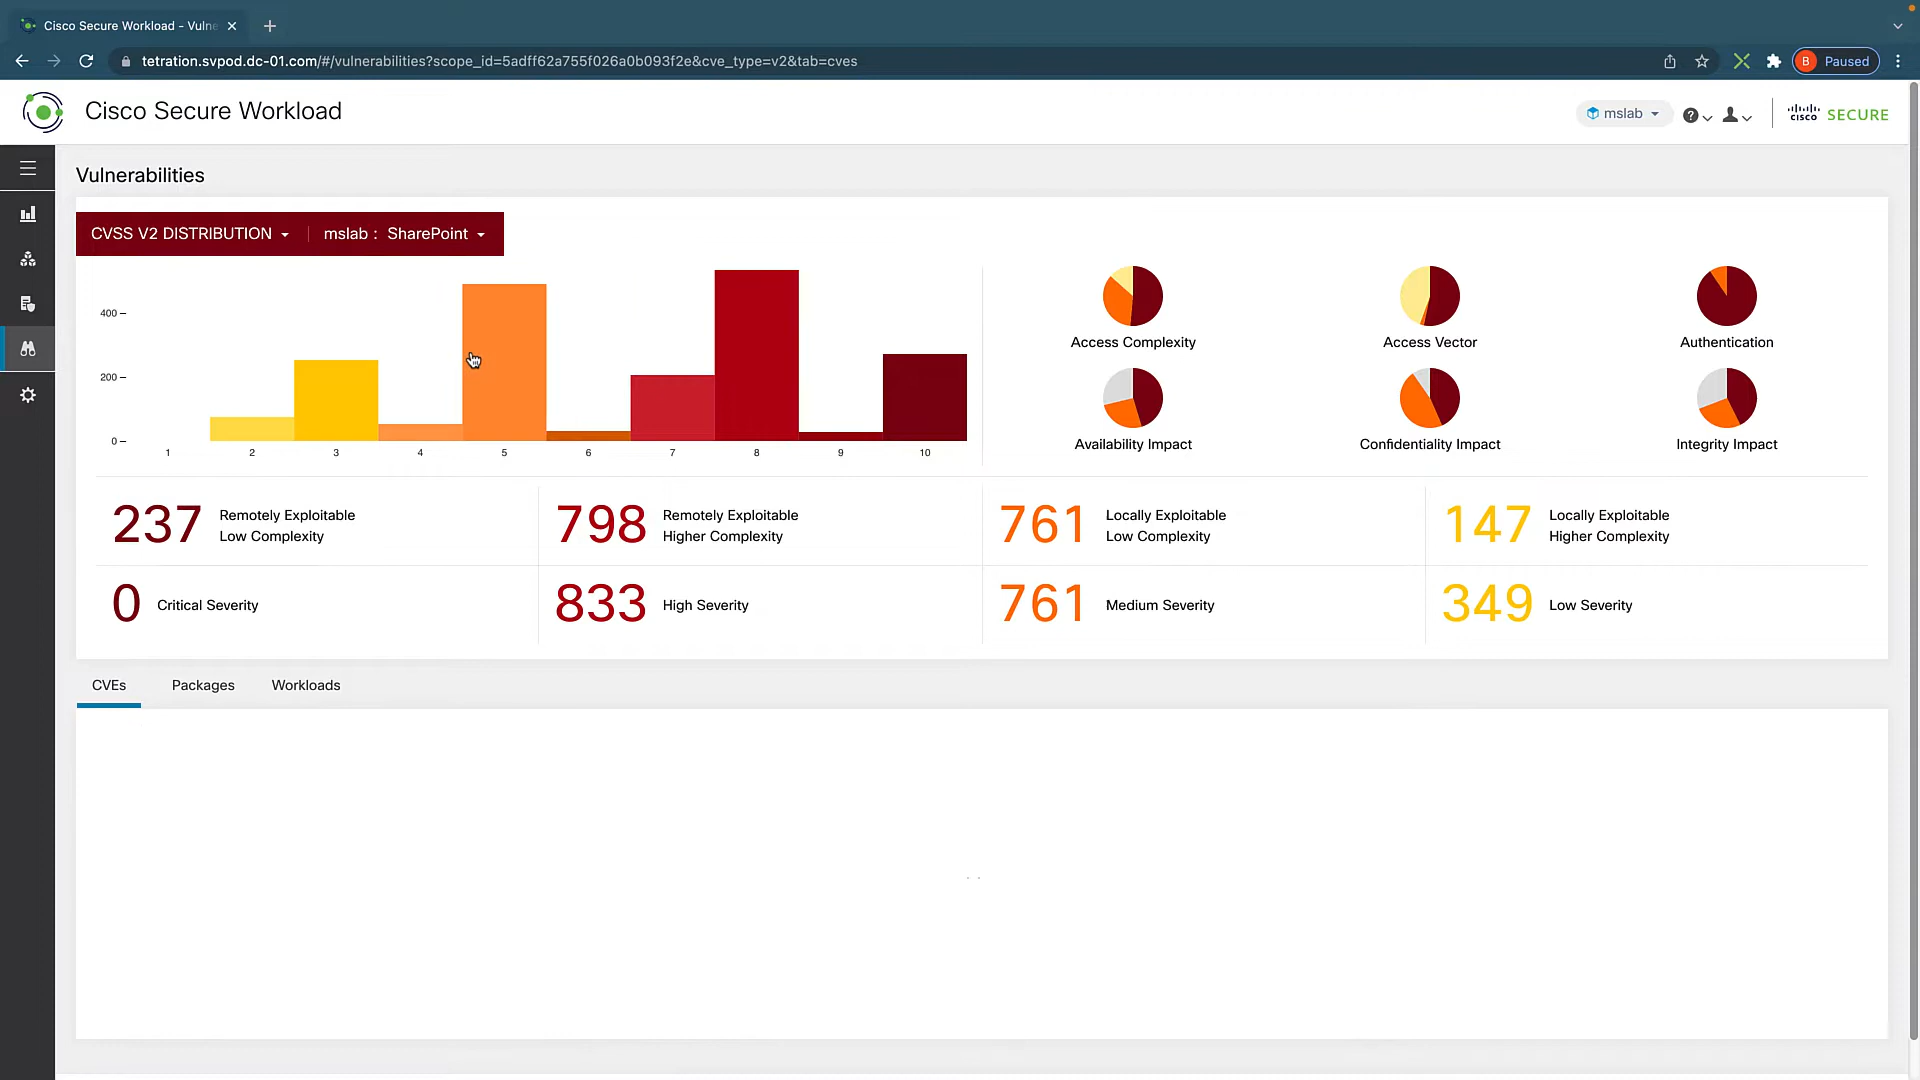 Cisco Secure Workload - Vulne
tetration.svpod.dc-01.com/#/vulnerabilities?scope_id=5adff62a755f026a0b093f2e&cve_type=v2&tab=cves
B Paused
Cisco Secure Workload
mslab
?
cisco SECURE
Vulnerabilities
CVSS V2 DISTRIBUTION
mslab : SharePoint
400
200
0
1 2 3 4 5 6 7 8 9 10
Access Complexity
Access Vector
Authentication
Availability Impact
Confidentiality Impact
Integrity Impact
237 Remotely Exploitable
Low Complexity
798 Remotely Exploitable
Higher Complexity
761 Locally Exploitable
Low Complexity
147 Locally Exploitable
Higher Complexity
0 Critical Severity
833 High Severity
761 Medium Severity
349 Low Severity
CVEs
Packages
Workloads